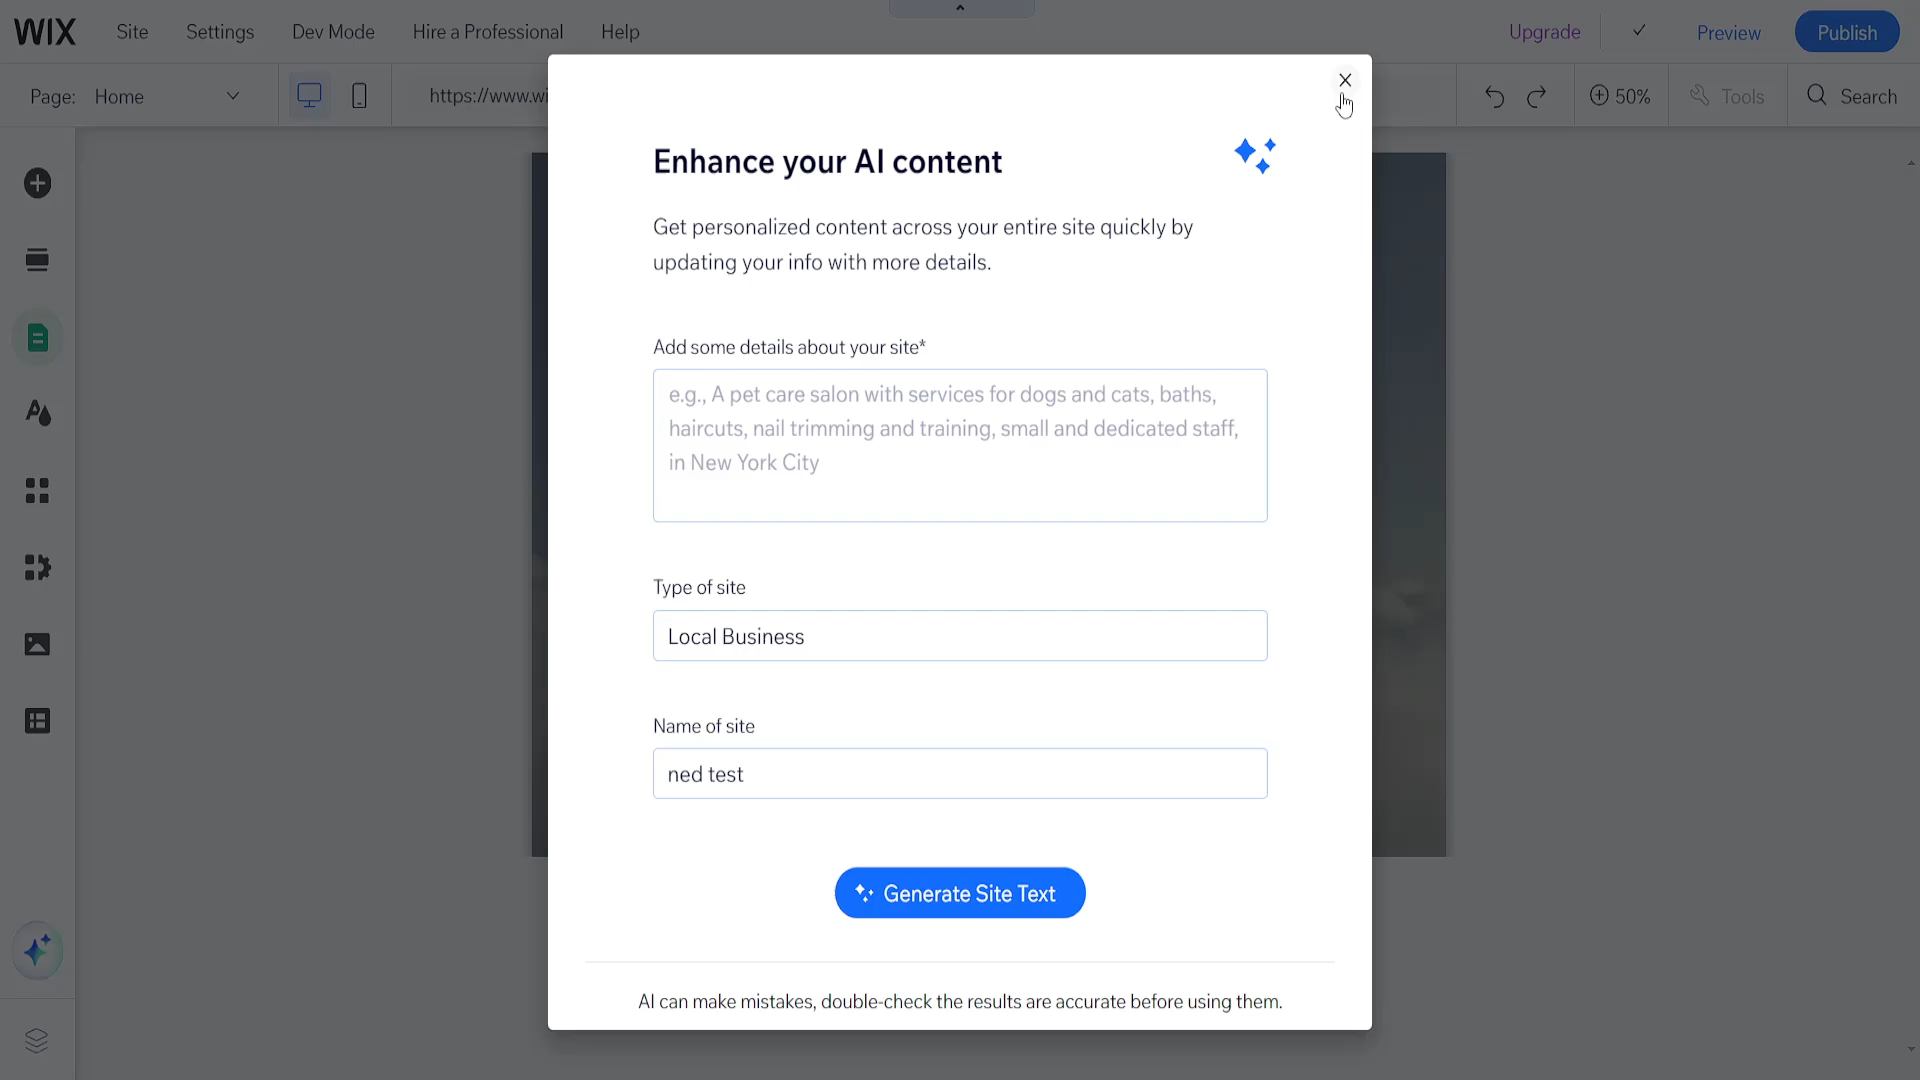 WIX Site Settings Dev Mode Hire a Professional Help Upgrade Preview Publish
Page: Home https://www.wi 50% Tools Search
Enhance your AI content
Get personalized content across your entire site quickly by
updating your info with more details.
Add some details about your site*
e.g., A pet care salon with services for dogs and cats, baths,
haircuts, nail trimming and training, small and dedicated staff,
in New York City
Type of site
Local Business
Name of site
ned test
Generate Site Text
AI can make mistakes, double-check the results are accurate before using them.